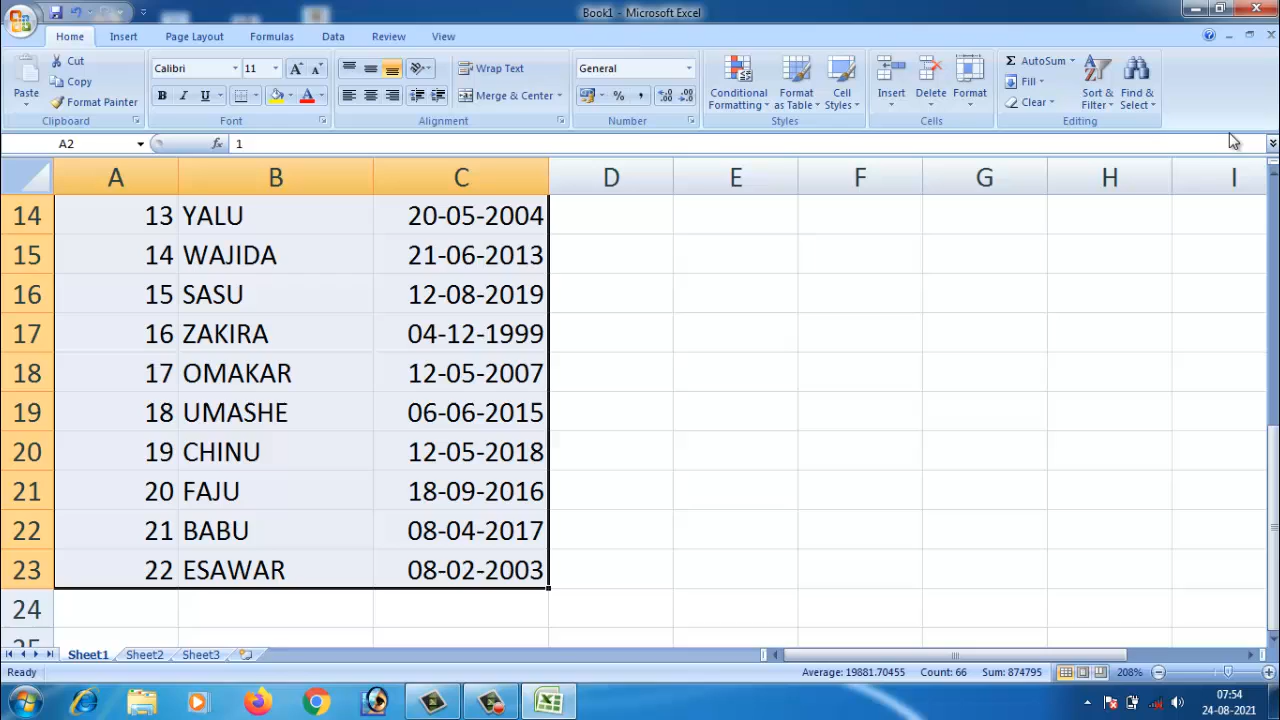 Book1 - Microsoft Excel
Home Insert Page Layout Formulas Data Review View
Paste Cut Copy Format Painter Clipboard
Calibri 11 B I U Font
Wrap Text Merge & Center Alignment
General % , Number
Conditional Formatting Format as Table Cell Styles Styles
Insert Delete Format Cells
Σ AutoSum Fill Clear Sort & Filter Find & Select Editing
A2 fx 1
A B C D E F G H I
14 13 YALU 20-05-2004
15 14 WAJIDA 21-06-2013
16 15 SASU 12-08-2019
17 16 ZAKIRA 04-12-1999
18 17 OMAKAR 12-05-2007
19 18 UMASHE 06-06-2015
20 19 CHINU 12-05-2018
21 20 FAJU 18-09-2016
22 21 BABU 08-04-2017
23 22 ESAWAR 08-02-2003
24
25
Sheet1 Sheet2 Sheet3
Ready Average: 19881.70455 Count: 66 Sum: 874795 208%
07:54
24-08-2021